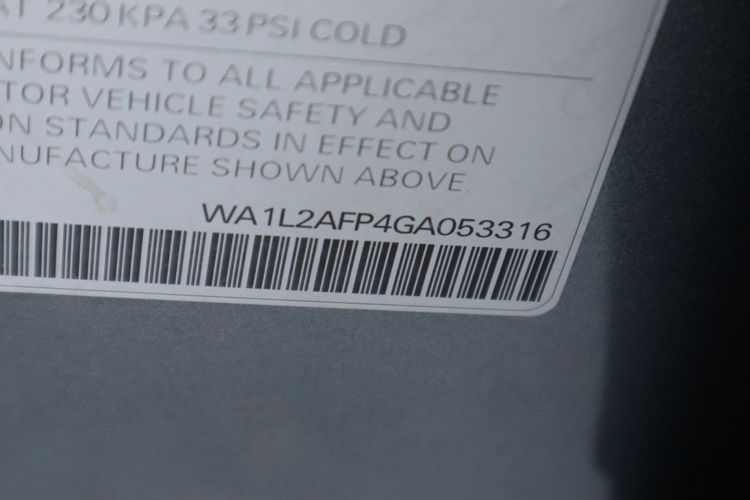 AT 230 KPA 33 PSI COLD
NFORMS TO ALL APPLICABLE
TOR VEHICLE SAFETY AND
ON STANDARDS IN EFFECT ON
NUFACTURE SHOWN ABOVE.
WA1L2AFP4GA053316